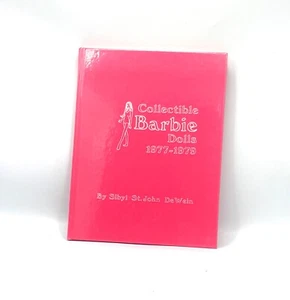 Collectible
Barbie
Dolls
1977-1979
By Sibyl St. John DeWein